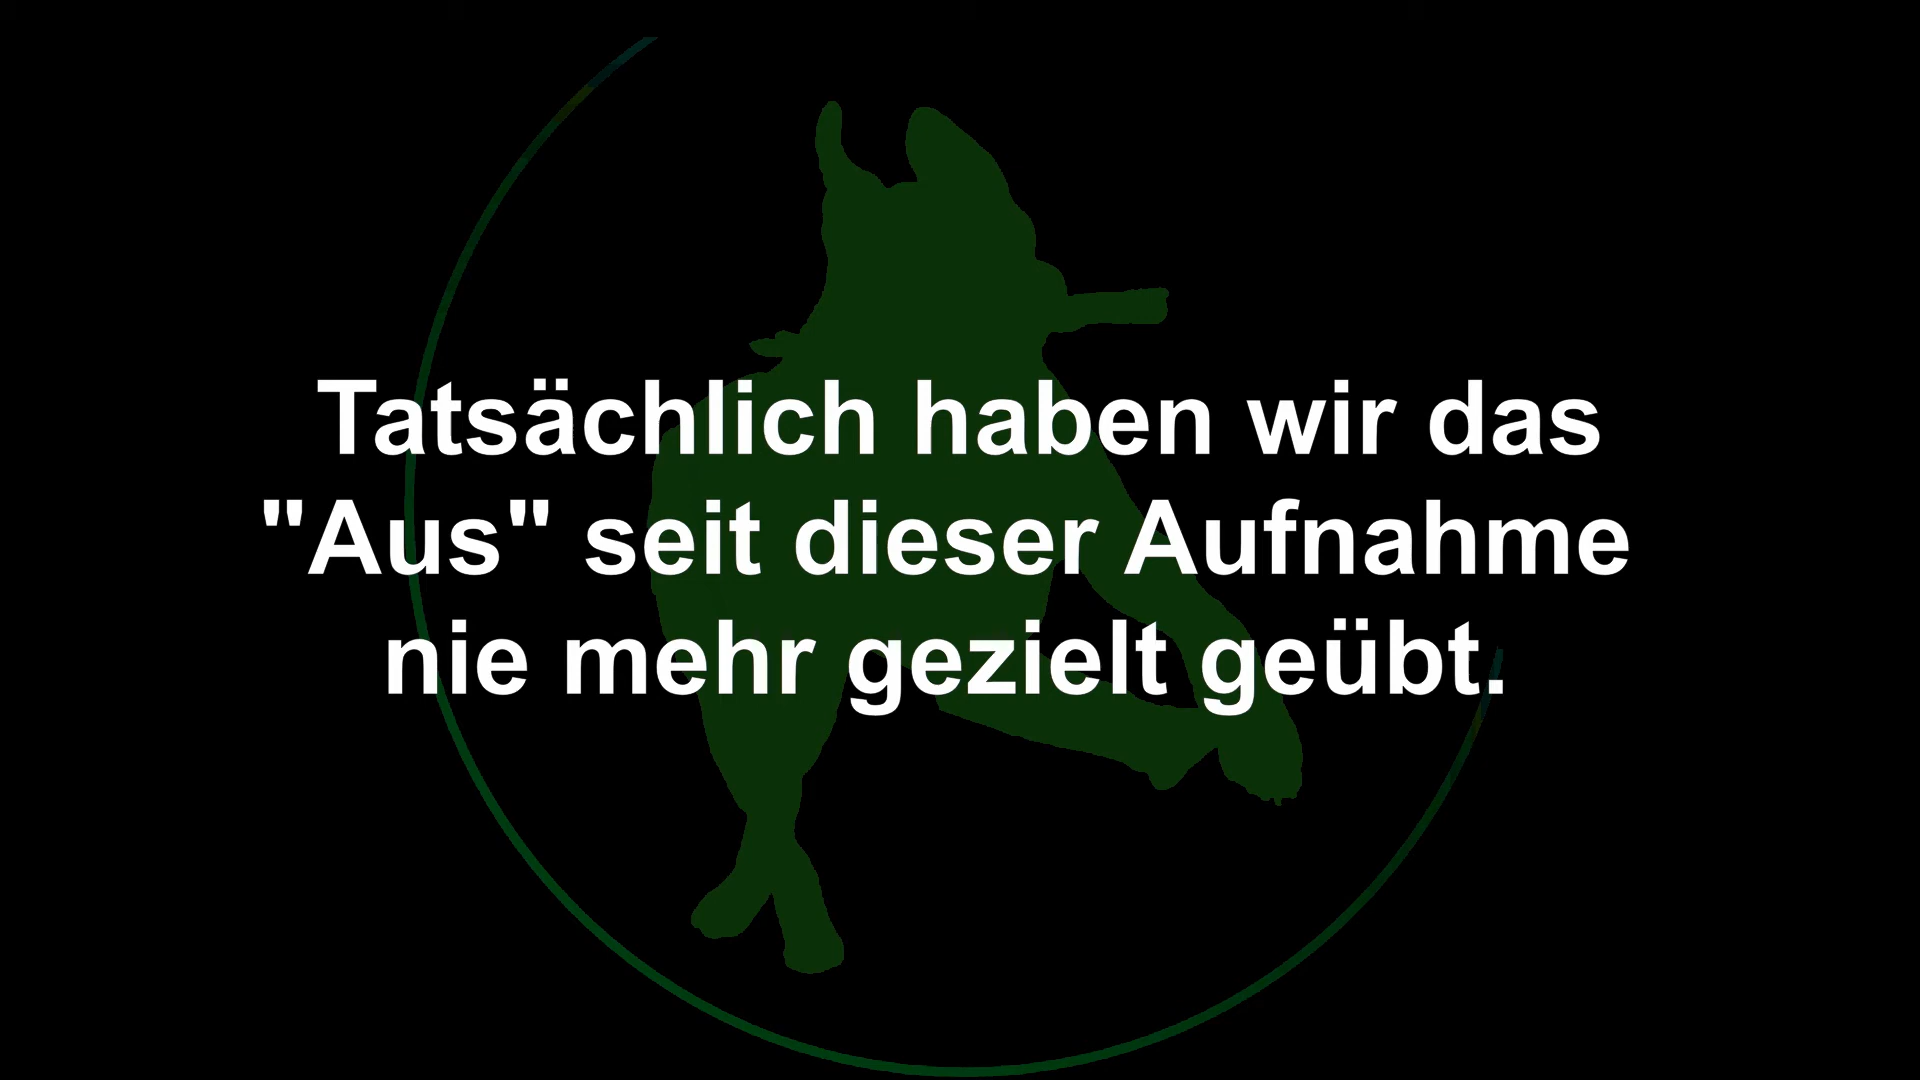 Tatsächlich haben wir das
"Aus" seit dieser Aufnahme
nie mehr gezielt geübt.